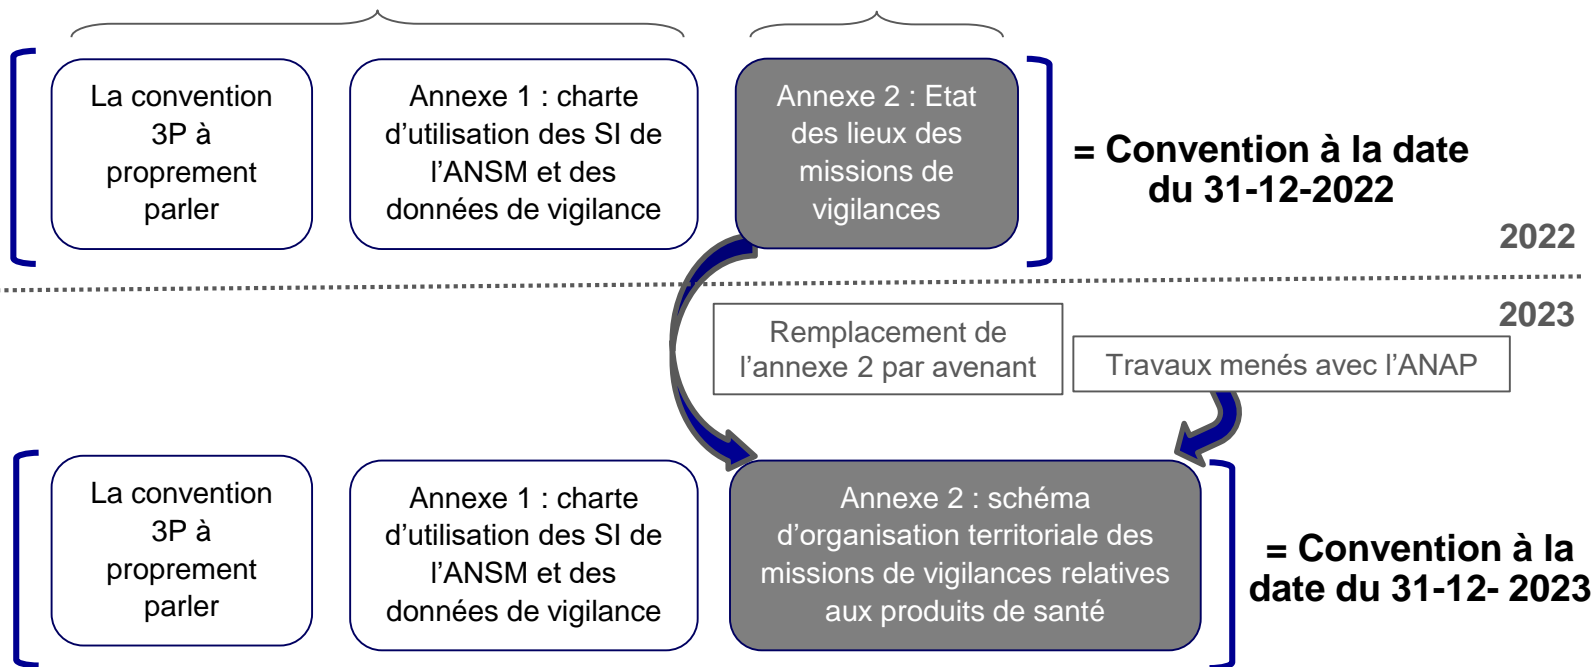 La convention
3P à
proprement
parler
Annexe 1 : charte
d'utilisation des SI de
l'ANSM et des
données de vigilance
Annexe 2 : Etat
des lieux des
missions de
vigilances
= Convention à la date
du 31-12-2022
2022
2023
Remplacement de
l'annexe 2 par avenant
Travaux menés avec l'ANAP
La convention
3P à
proprement
parler
Annexe 1 : charte
d'utilisation des SI de
l'ANSM et des
données de vigilance
Annexe 2 : schéma
d'organisation territoriale des
missions de vigilances relatives
aux produits de santé
= Convention à la
date du 31-12- 2023